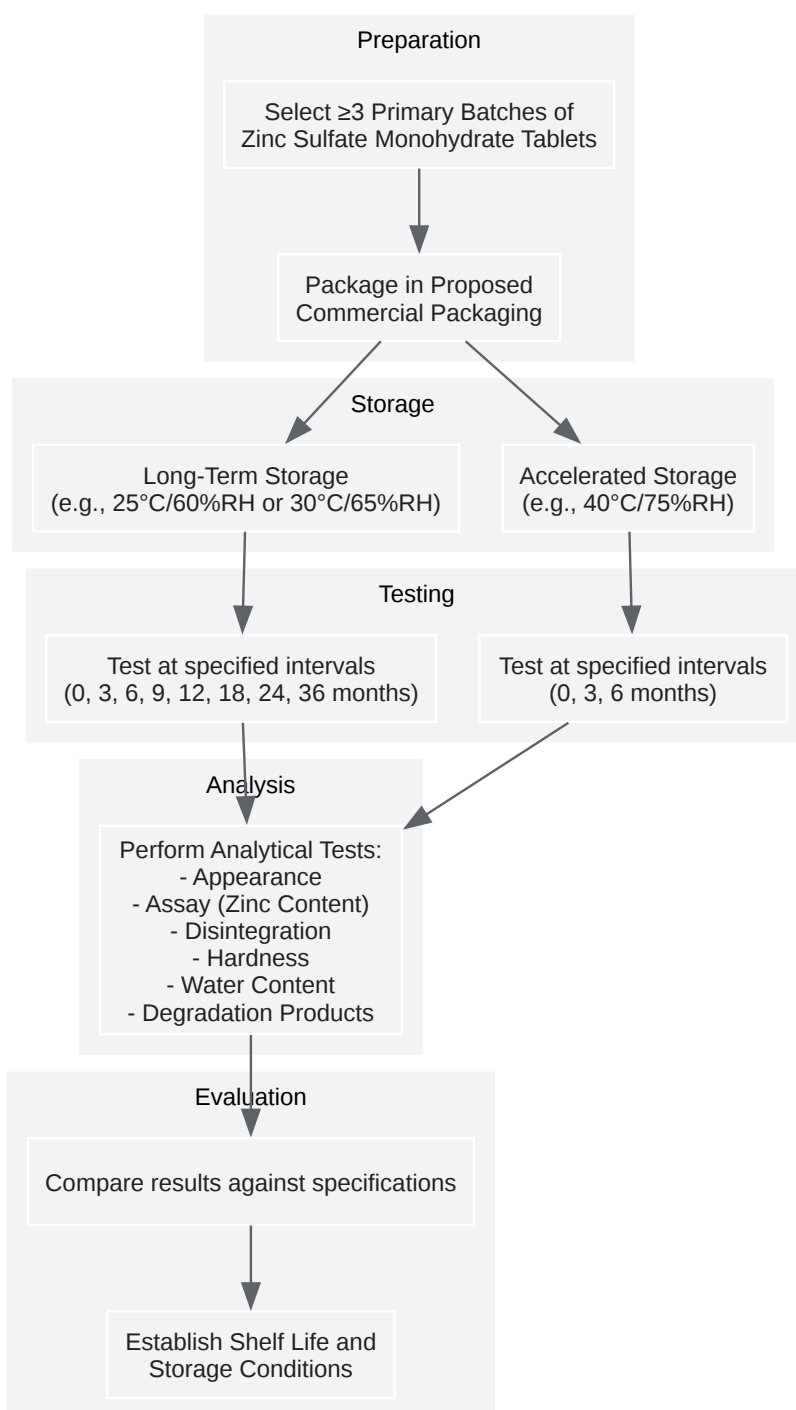 Preparation
Select ≥3 Primary Batches of
Zinc Sulfate Monohydrate Tablets
Package in Proposed
Commercial Packaging
Storage
Long-Term Storage
(e.g., 25°C/60%RH or 30°C/65%RH)
Accelerated Storage
(e.g., 40°C/75%RH)
Testing
Test at specified intervals
(0, 3, 6, 9, 12, 18, 24, 36 months)
Test at specified intervals
(0, 3, 6 months)
Analysis
Perform Analytical Tests:
- Appearance
- Assay (Zinc Content)
- Disintegration
- Hardness
- Water Content
- Degradation Products
Evaluation
Compare results against specifications
Establish Shelf Life and
Storage Conditions